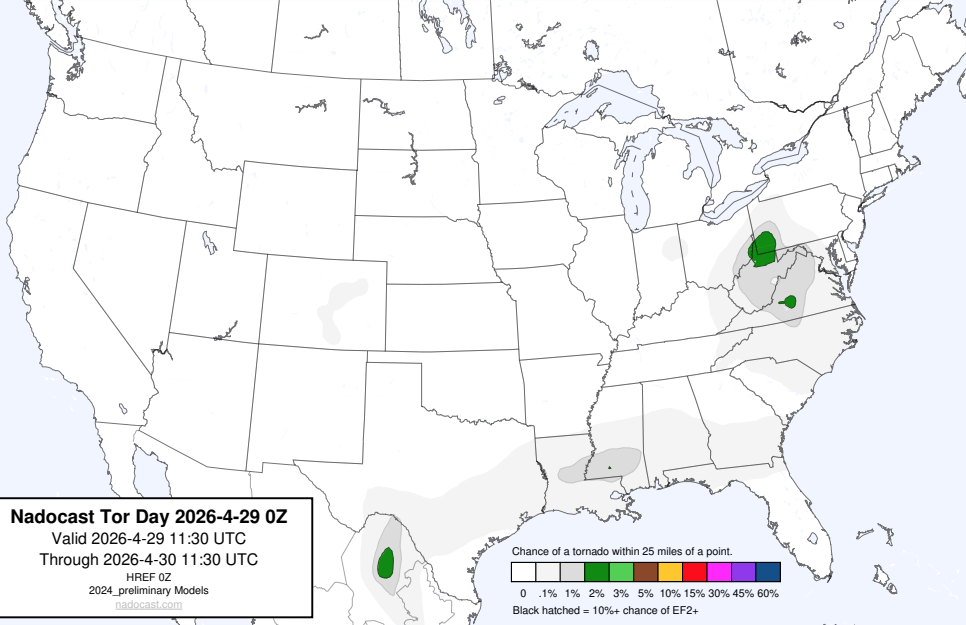 Nadocast Tor Day 2026-4-29 0Z
Valid 2026-4-29 11:30 UTC
Through 2026-4-30 11:30 UTC
HREF 0Z
2024_preliminary Models
nadocast.com
Chance of a tornado within 25 miles of a point.
0 .1% 1% 2% 3% 5% 10% 15% 30% 45% 60%
Black hatched = 10%+ chance of EF2+